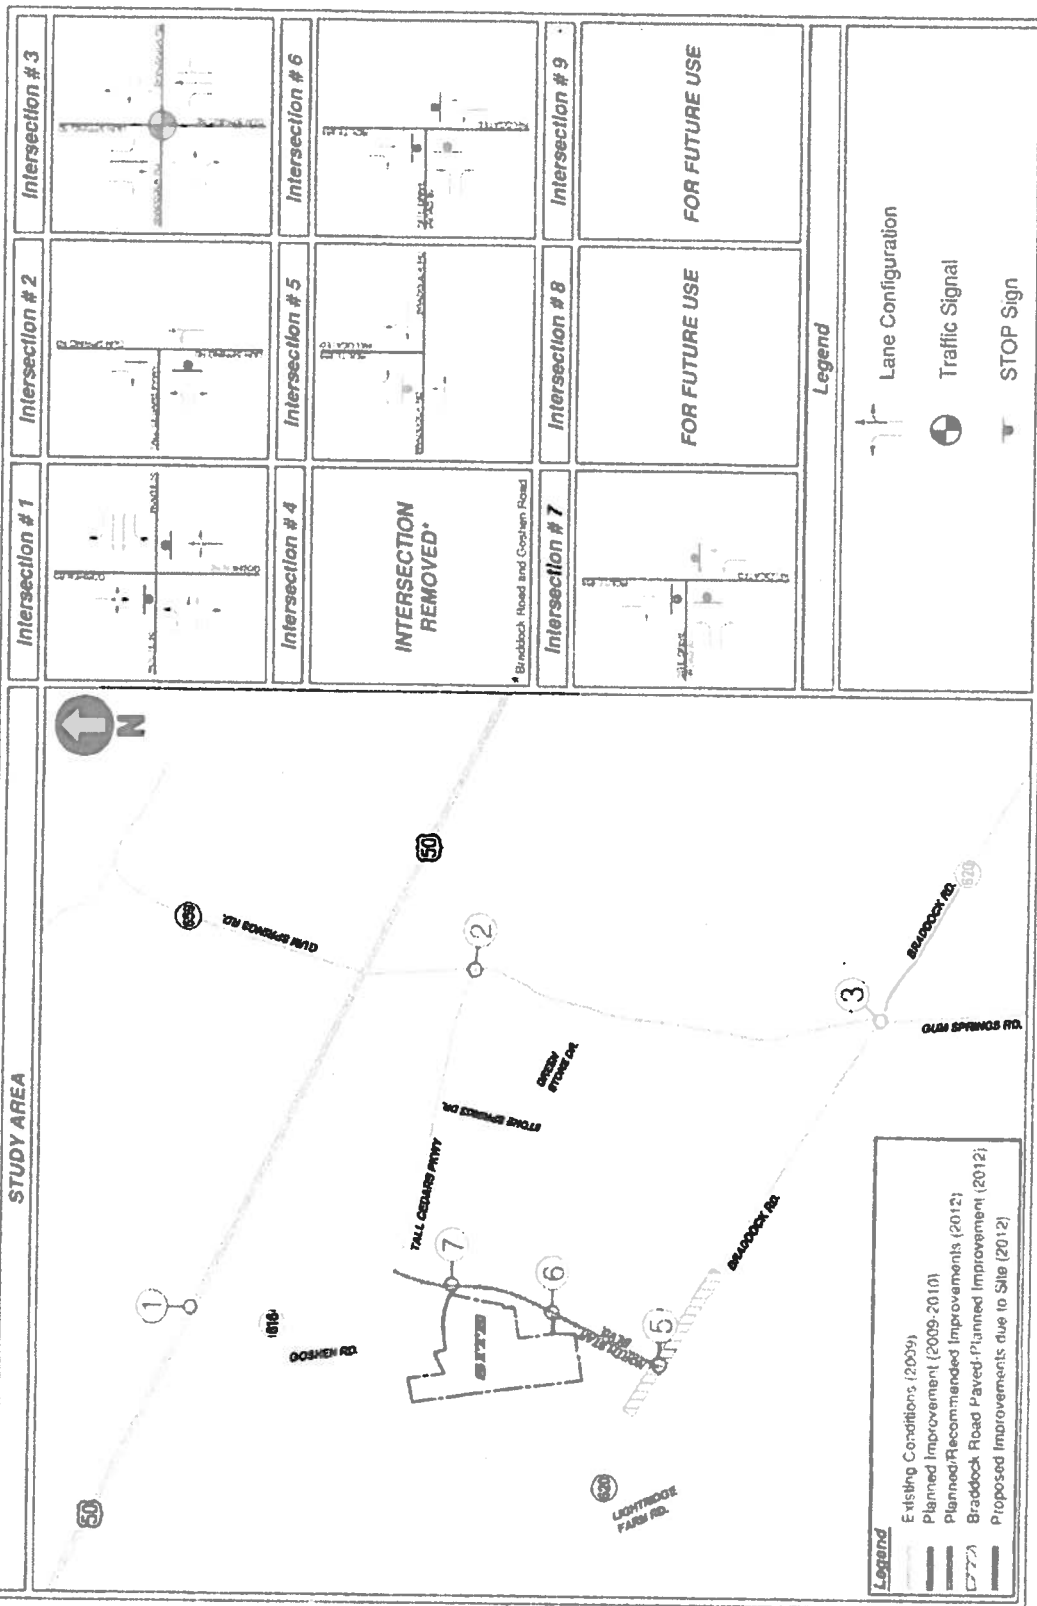 STUDY AREA
N
50
50
659
GUM SPRINGS RD.
1
2
3
5
6
7
616
GOSHEN RD.
TALL CEDARS PKWY
STONE SPRINGS DR.
GREEN
STONE DR.
SITE
NORTH STAR
BLVD.
BRADDOCK RD.
BRADDOCK RD.
620
GUM SPRINGS RD.
620
LIGHTRIDGE
FARM RD.
Legend
Existing Conditions (2009)
Planned Improvement (2009-2010)
Planned/Recommended Improvements (2012)
Braddock Road Paved-Planned Improvement (2012)
Proposed Improvements due to Site (2012)
Intersection # 1
Intersection # 2
Intersection # 3
Intersection # 4
Intersection # 5
Intersection # 6
INTERSECTION
REMOVED*
* Braddock Road and Goshen Road
Intersection # 7
Intersection # 8
Intersection # 9
FOR FUTURE USE
FOR FUTURE USE
Legend
Lane Configuration
Traffic Signal
STOP Sign